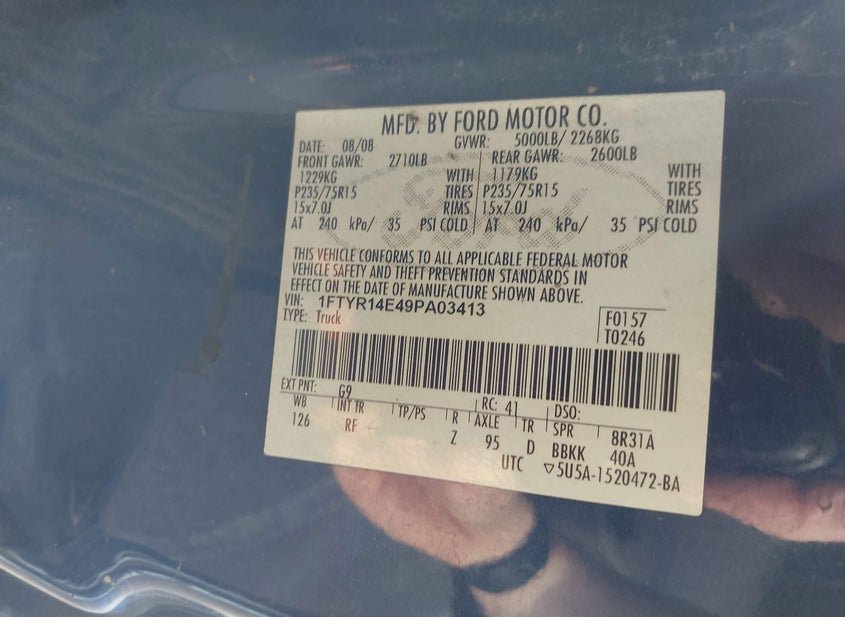 MFD. BY FORD MOTOR CO.
DATE: 08/08 GVWR: 5000LB/ 2268KG
FRONT GAWR: 2710LB REAR GAWR: 2600LB
1229KG WITH 1179KG WITH
P235/75R15 TIRES P235/75R15 TIRES
15x7.0J RIMS 15x7.0J RIMS
AT 240 kPa/ 35 PSI COLD AT 240 kPa/ 35 PSI COLD
Ford
THIS VEHICLE CONFORMS TO ALL APPLICABLE FEDERAL MOTOR
VEHICLE SAFETY AND THEFT PREVENTION STANDARDS IN
EFFECT ON THE DATE OF MANUFACTURE SHOWN ABOVE.
VIN: 1FTYR14E49PA03413
TYPE: Truck
F0157
T0246
EXT PNT: G9 RC: 41 DSO:
WB INT TR TP/PS R AXLE TR SPR 8R31A
126 RF Z 95 D BBKK 40A
UTC ▽5U5A-1520472-BA